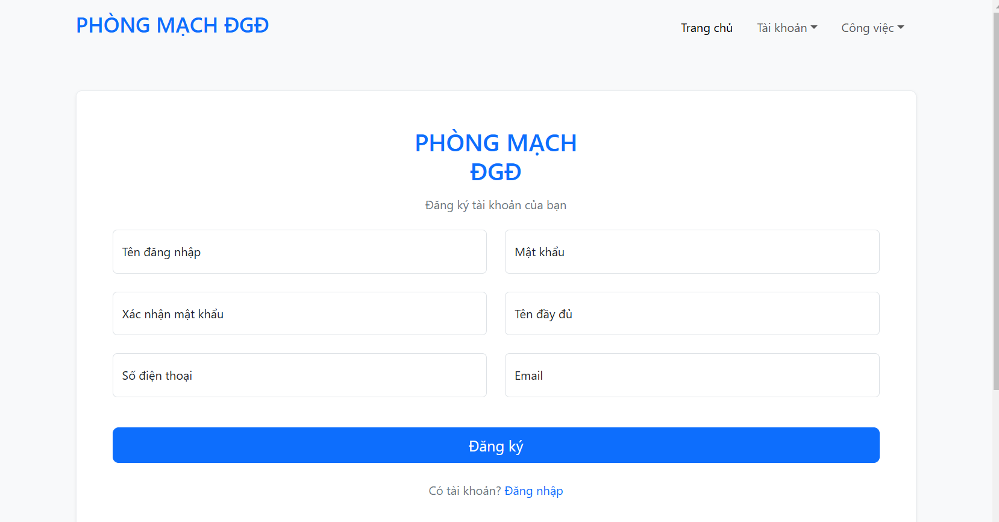 PHÒNG MẠCH ĐGĐ
Trang chủ
Tài khoản
Công việc
PHÒNG MẠCH
ĐGĐ
Đăng ký tài khoản của bạn
Tên đăng nhập
Mật khẩu
Xác nhận mật khẩu
Tên đầy đủ
Số điện thoại
Email
Đăng ký
Có tài khoản? Đăng nhập